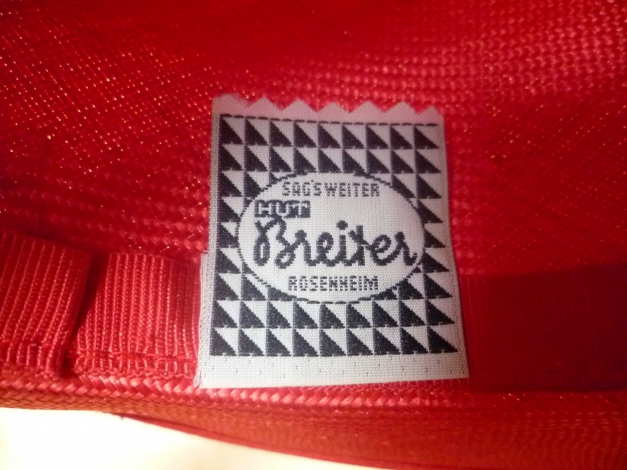 SAG'S WEITER
HUT
Breiter
ROSENHEIM